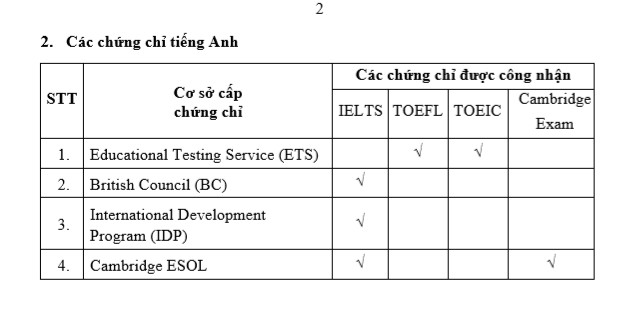 2
2. Các chứng chỉ tiếng Anh
STT Cơ sở cấp chứng chỉ Các chứng chỉ được công nhận
IELTS TOEFL TOEIC Cambridge Exam
1. Educational Testing Service (ETS) √ √
2. British Council (BC) √
3. International Development Program (IDP) √
4. Cambridge ESOL √ √